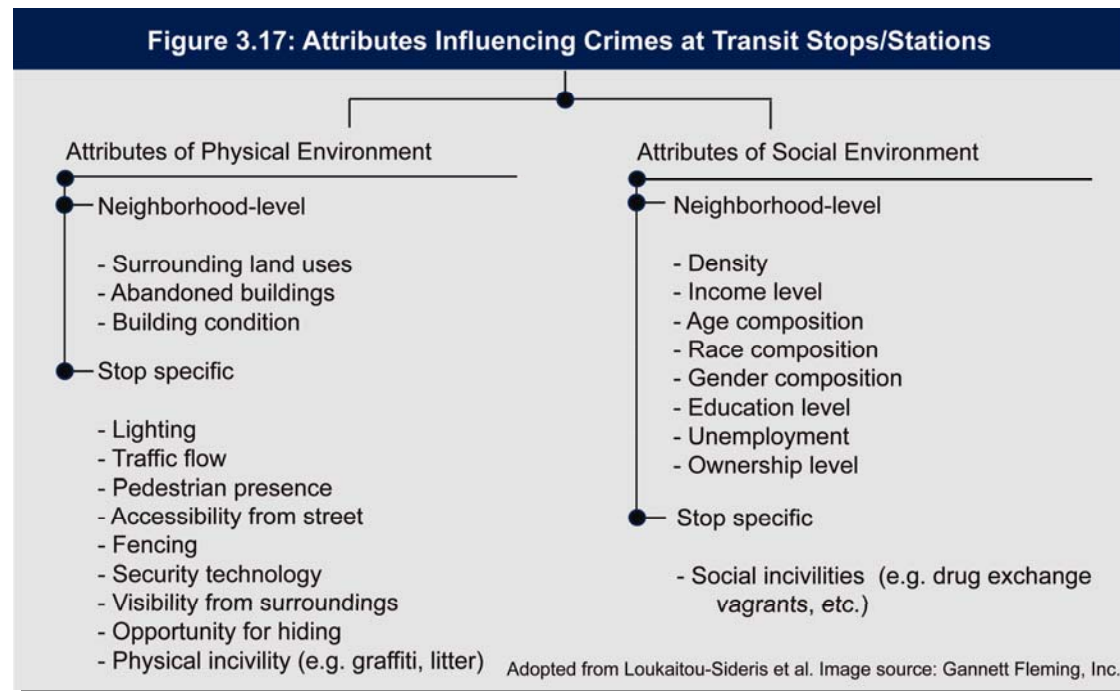 Figure 3.17: Attributes Influencing Crimes at Transit Stops/Stations
Attributes of Physical Environment
Neighborhood-level
- Surrounding land uses
- Abandoned buildings
- Building condition
Stop specific
- Lighting
- Traffic flow
- Pedestrian presence
- Accessibility from street
- Fencing
- Security technology
- Visibility from surroundings
- Opportunity for hiding
- Physical incivility (e.g. graffiti, litter)
Attributes of Social Environment
Neighborhood-level
- Density
- Income level
- Age composition
- Race composition
- Gender composition
- Education level
- Unemployment
- Ownership level
Stop specific
- Social incivilities (e.g. drug exchange
vagrants, etc.)
Adopted from Loukaitou-Sideris et al. Image source: Gannett Fleming, Inc.